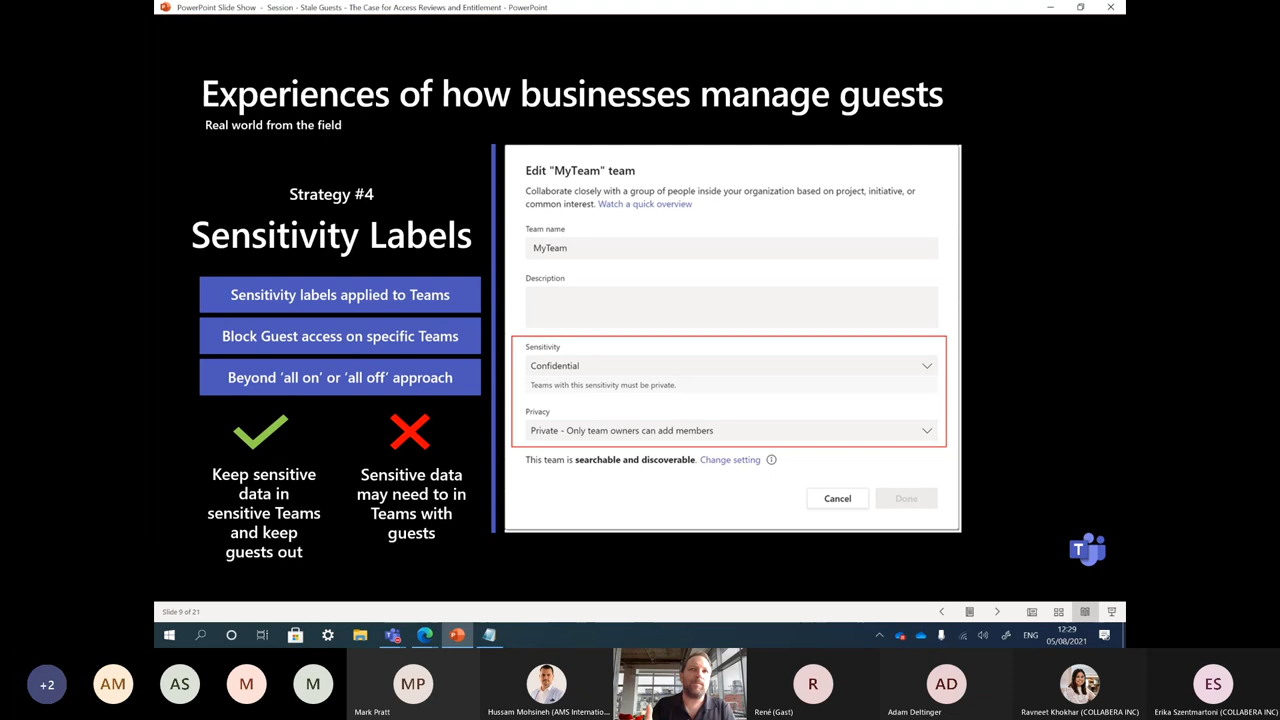 PowerPoint Slide Show - Session - Stale Guests - The Case for Access Reviews and Entitlement - PowerPoint
Experiences of how businesses manage guests
Real world from the field
Strategy #4
Sensitivity Labels
Sensitivity labels applied to Teams
Block Guest access on specific Teams
Beyond ‘all on’ or ‘all off’ approach
Keep sensitive
data in
sensitive Teams
and keep
guests out
Sensitive data
may need to in
Teams with
guests
Edit "MyTeam" team
Collaborate closely with a group of people inside your organization based on project, initiative, or
common interest. Watch a quick overview
Team name
MyTeam
Description
Sensitivity
Confidential
Teams with this sensitivity must be private.
Privacy
Private - Only team owners can add members
This team is searchable and discoverable. Change setting
Cancel
Done
T
Slide 9 of 21
ENG
12:29
05/08/2021
+2
AM
AS
M
M
MP
R
AD
ES
Mark Pratt
Hussam Mohsineh (AMS Internatio...
René (Gast)
Adam Deltinger
Ravneet Khokhar (COLLABERA INC)
Erika Szentmartoni (COLLABERA INC)